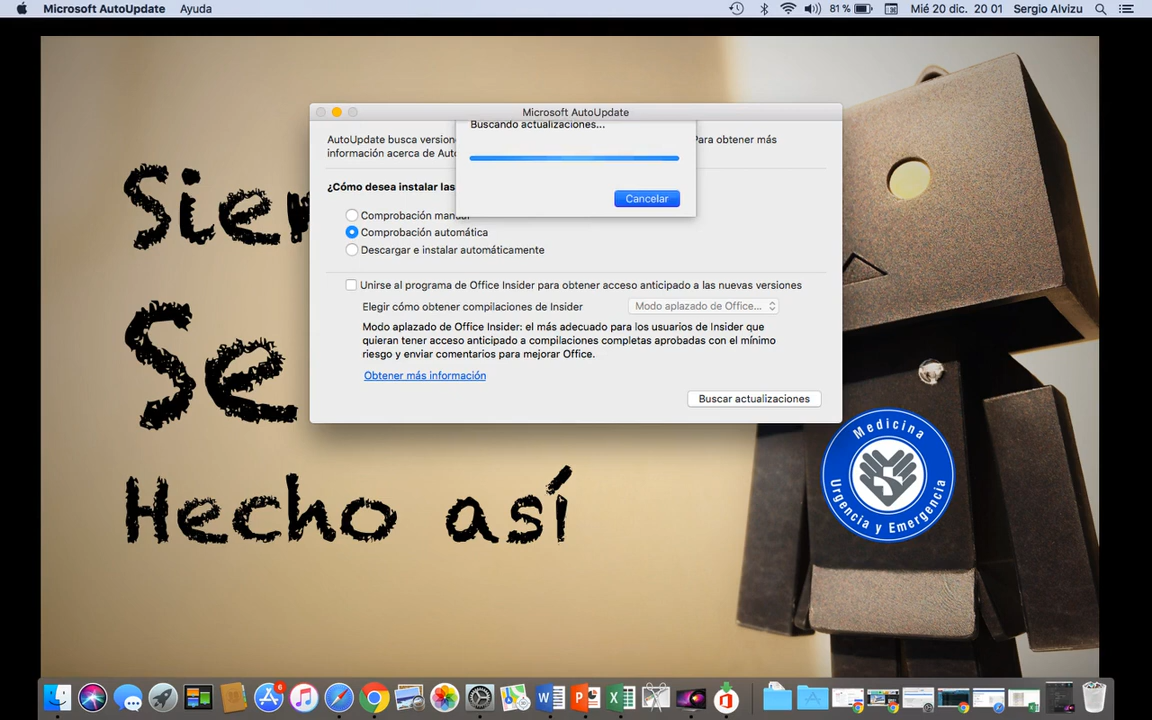 Microsoft AutoUpdate Ayuda 81 % Mié 20 dic. 20 01 Sergio Alvizu
Microsoft AutoUpdate
Buscando actualizaciones...
Cancelar
AutoUpdate busca Para obtener más
información acerca de
¿Cómo desea instalar las
Comprobación
Comprobación automática
Descargar e instalar automáticamente
Unirse al programa de Office Insider para obtener acceso anticipado a las nuevas versiones
Elegir cómo obtener compilaciones de Insider Modo aplazado de Office...
Modo aplazado de Office Insider: el más adecuado para los usuarios de Insider que
quieran tener acceso anticipado a compilaciones completas aprobadas con el mínimo
riesgo y enviar comentarios para mejorar Office.
Obtener más información
Buscar actualizaciones
Se
Hecho así
Medicina
Urgencia y Emergencia